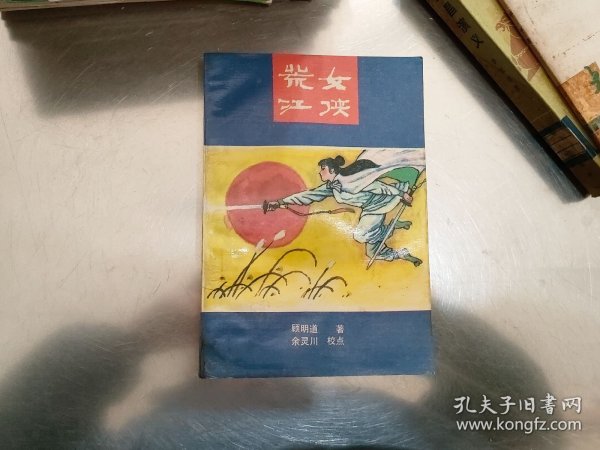 荒江
女侠
顾明道 著
余灵川 校点
孔夫子旧书网
www.kongfz.com